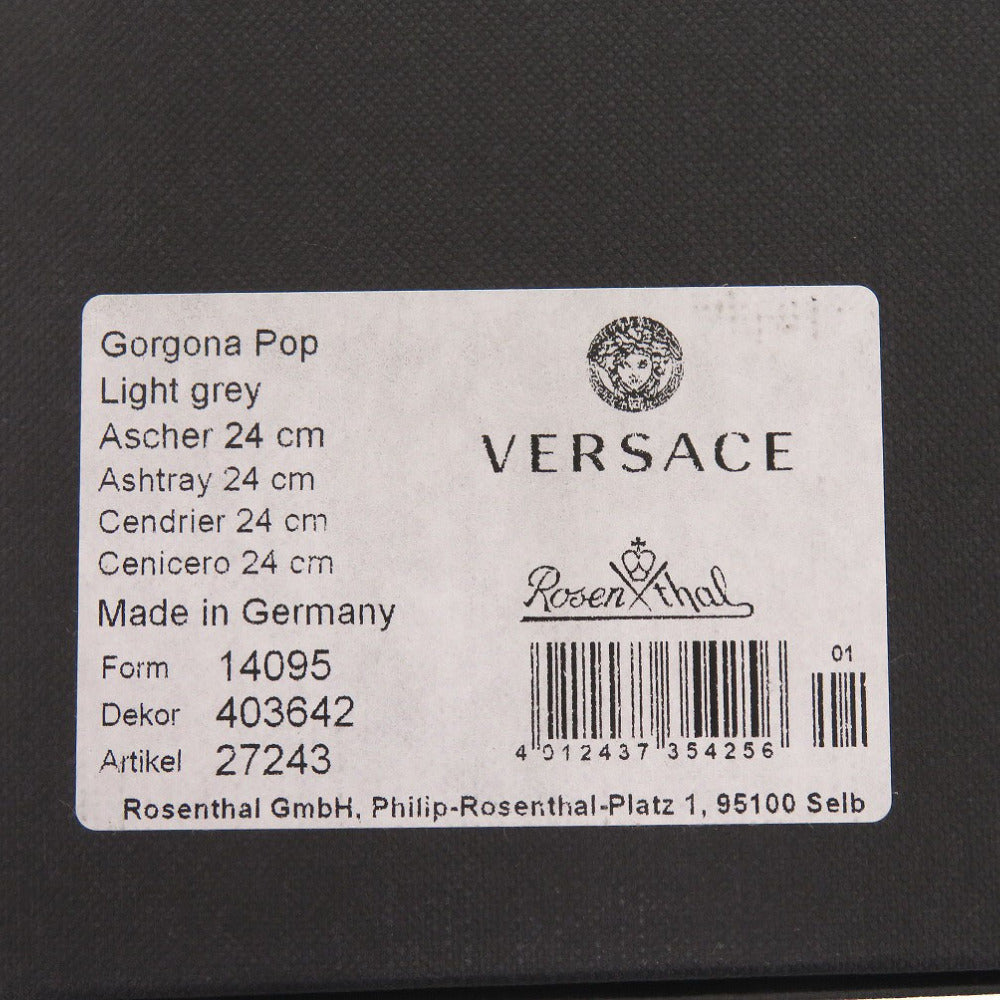 Gorgona Pop
Light grey
Ascher 24 cm
Ashtray 24 cm
Cendrier 24 cm
Cenicero 24 cm
Made in Germany
Form 14095
Dekor 403642
Artikel 27243
VERSACE
Rosenthal
01
4 012437 354256
Rosenthal GmbH, Philip-Rosenthal-Platz 1, 95100 Selb